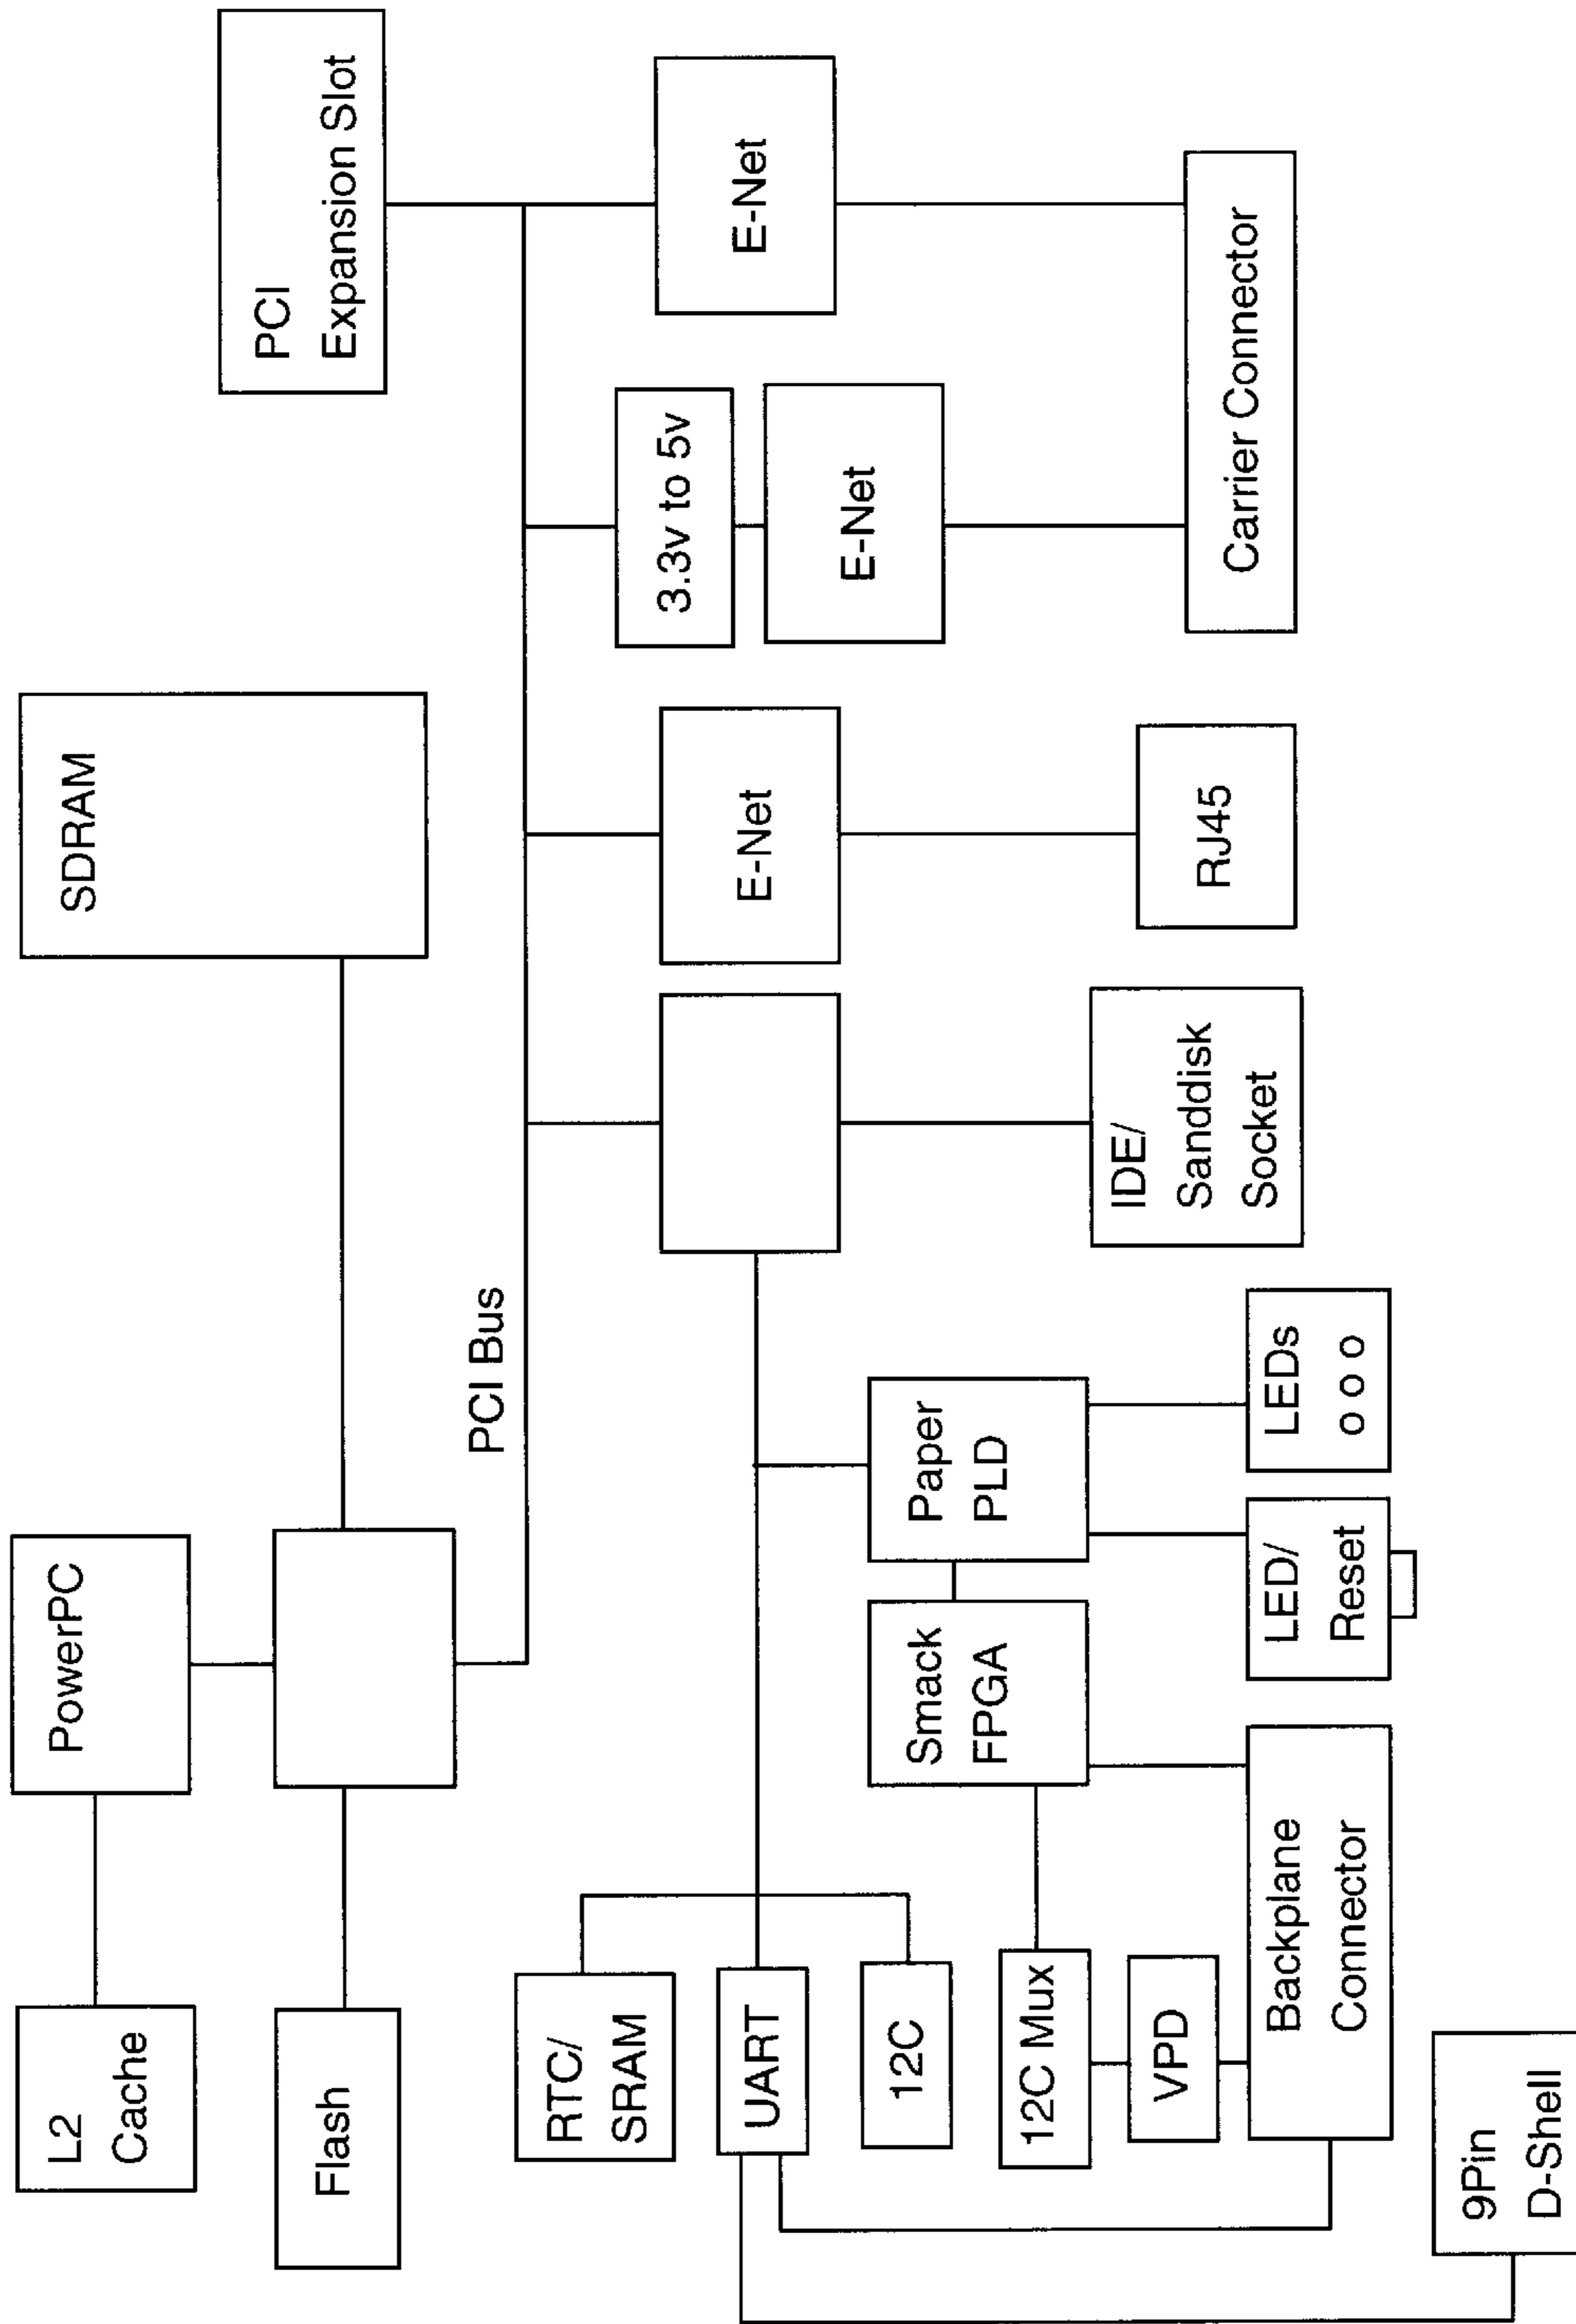 L2
Cache
PowerPC
SDRAM
Flash
PCI
Expansion Slot
PCI Bus
RTC/
SRAM
UART
12C
12C Mux
VPD
Backplane
Connector
9Pin
D-Shell
Smack
FPGA
Paper
PLD
LED/
Reset
LEDs
o o o
IDE/
Sanddisk
Socket
E-Net
RJ45
3.3v to 5v
E-Net
E-Net
Carrier Connector